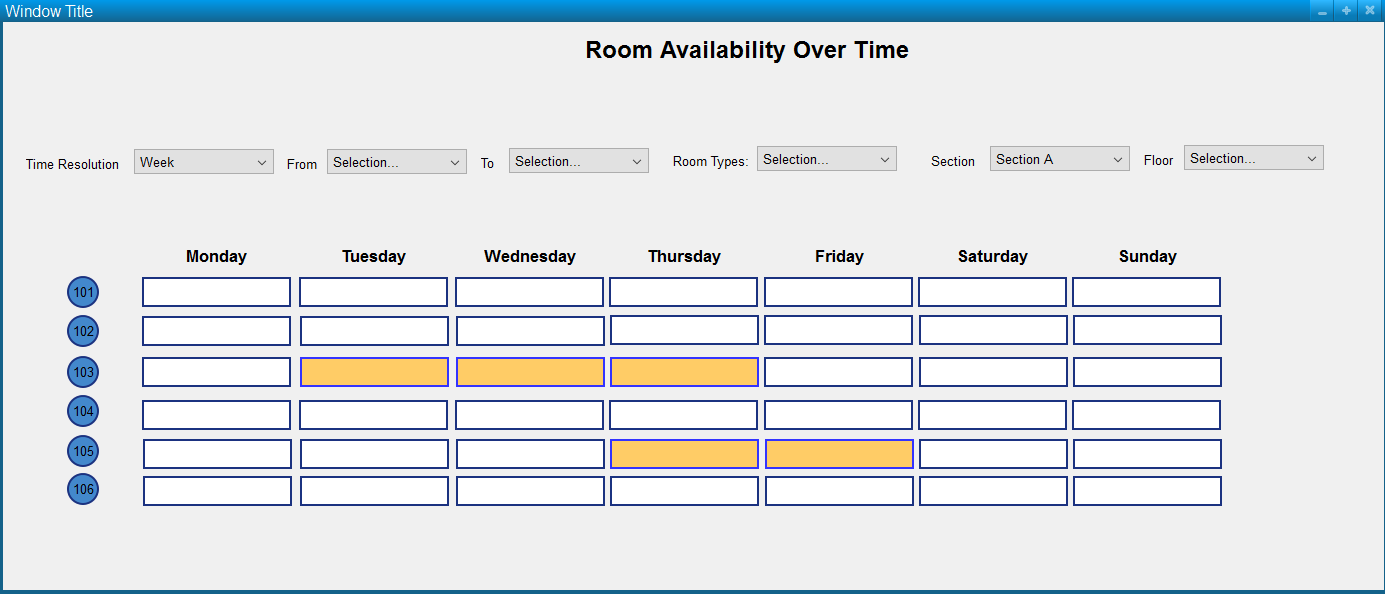 Window Title
Room Availability Over Time
Time Resolution Week From Selection... To Selection... Room Types: Selection... Section Section A Floor Selection...
Monday Tuesday Wednesday Thursday Friday Saturday Sunday
101
102
103
104
105
106